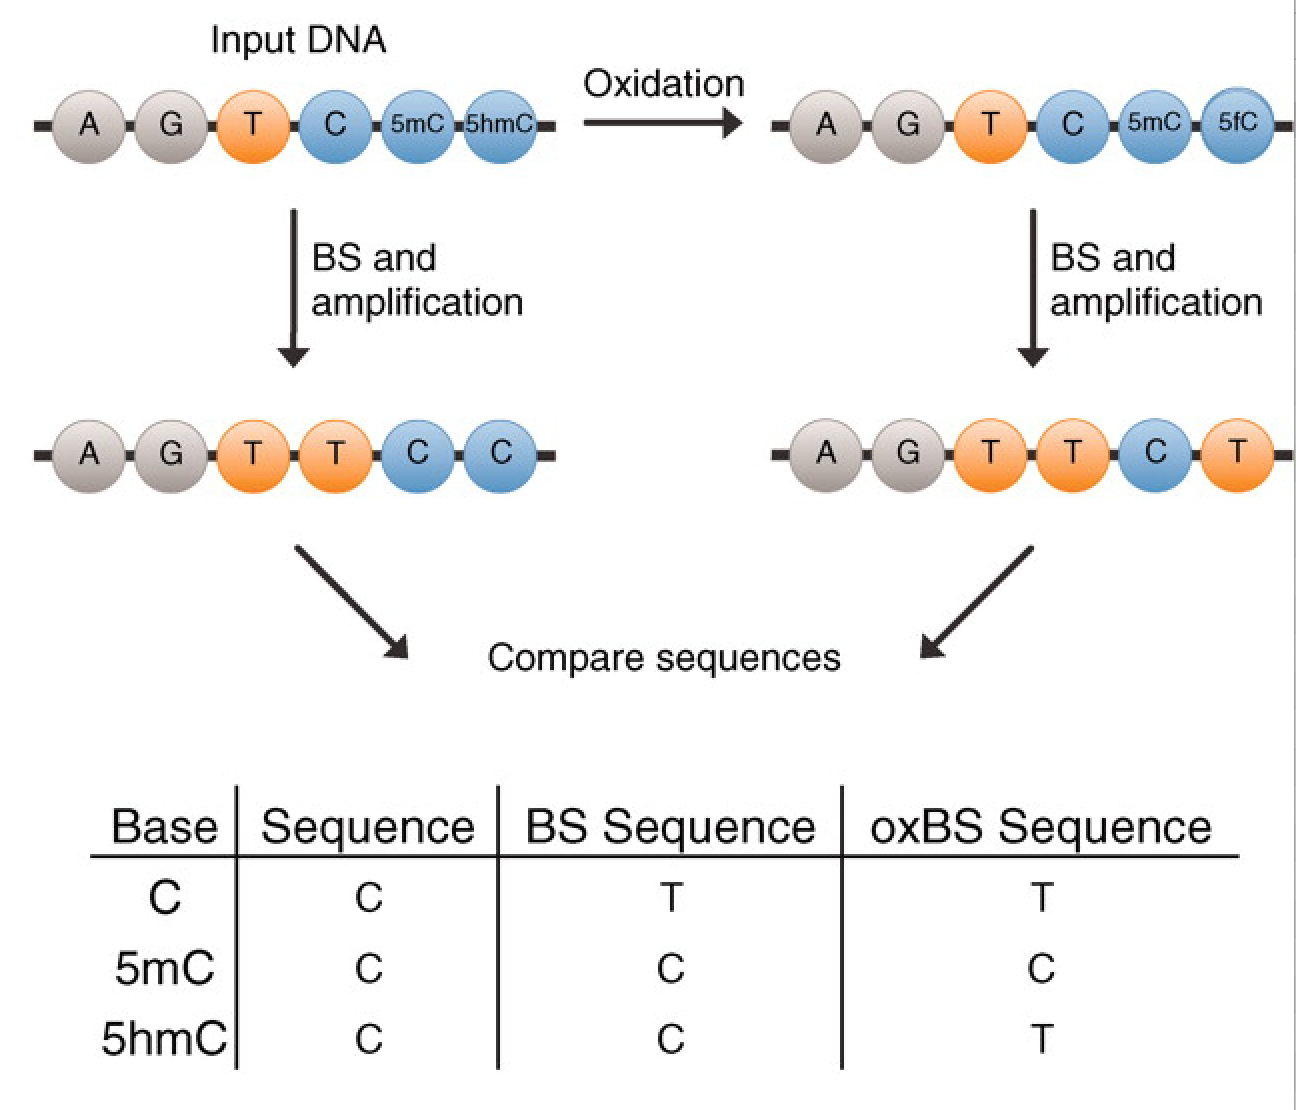 Input DNA
Oxidation
A G T C 5mC 5hmC
A G T C 5mC 5fC
BS and
amplification
BS and
amplification
A G T T C C
A G T T C T
Compare sequences
Base Sequence BS Sequence oxBS Sequence
C C T T
5mC C C C
5hmC C C T